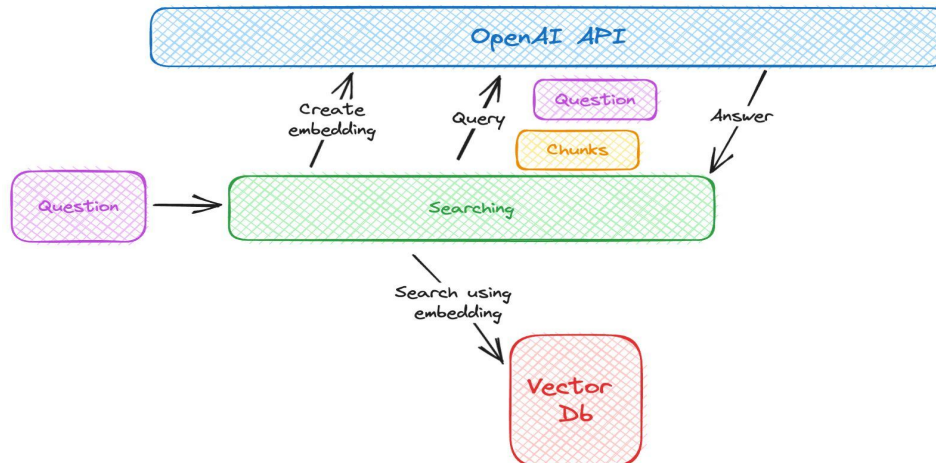 OpenAI API
Create
embedding
Query
Question
Chunks
Answer
Question
Searching
Search using
embedding
Vector
Db